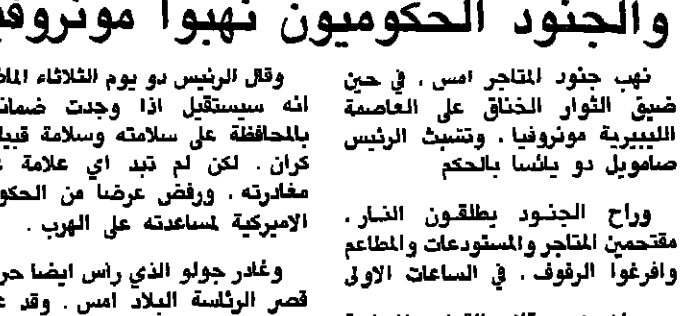 والجنود الحكوميون نهبوا
نهب جنود المتاجر امس ، في حين
ضيق الثوار الخناق على العاصمة
الليبيرية مونروفيا ، وتشبث الرئيس
صامويل دو يائسا بالحكم
وراح الجنود يطلقون النار ،
مقتحمين المتاجر والمستودعات والمطاعم
وافرغوا الرفوف ، في الساعات الاولى
وقال الرئيس دو يوم الثلاثاء
انه سيستقيل اذا وجدت
بالمحافظة على سلامته وسلامة
كران . لكن لم تبد اي علامة
مغادرته ، ورفض عرضا من
الاميركية لمساعدته على الهرب .
وغادر جولو الذي راس ايضا
قصر الرئاسة البلاد امس . وقد